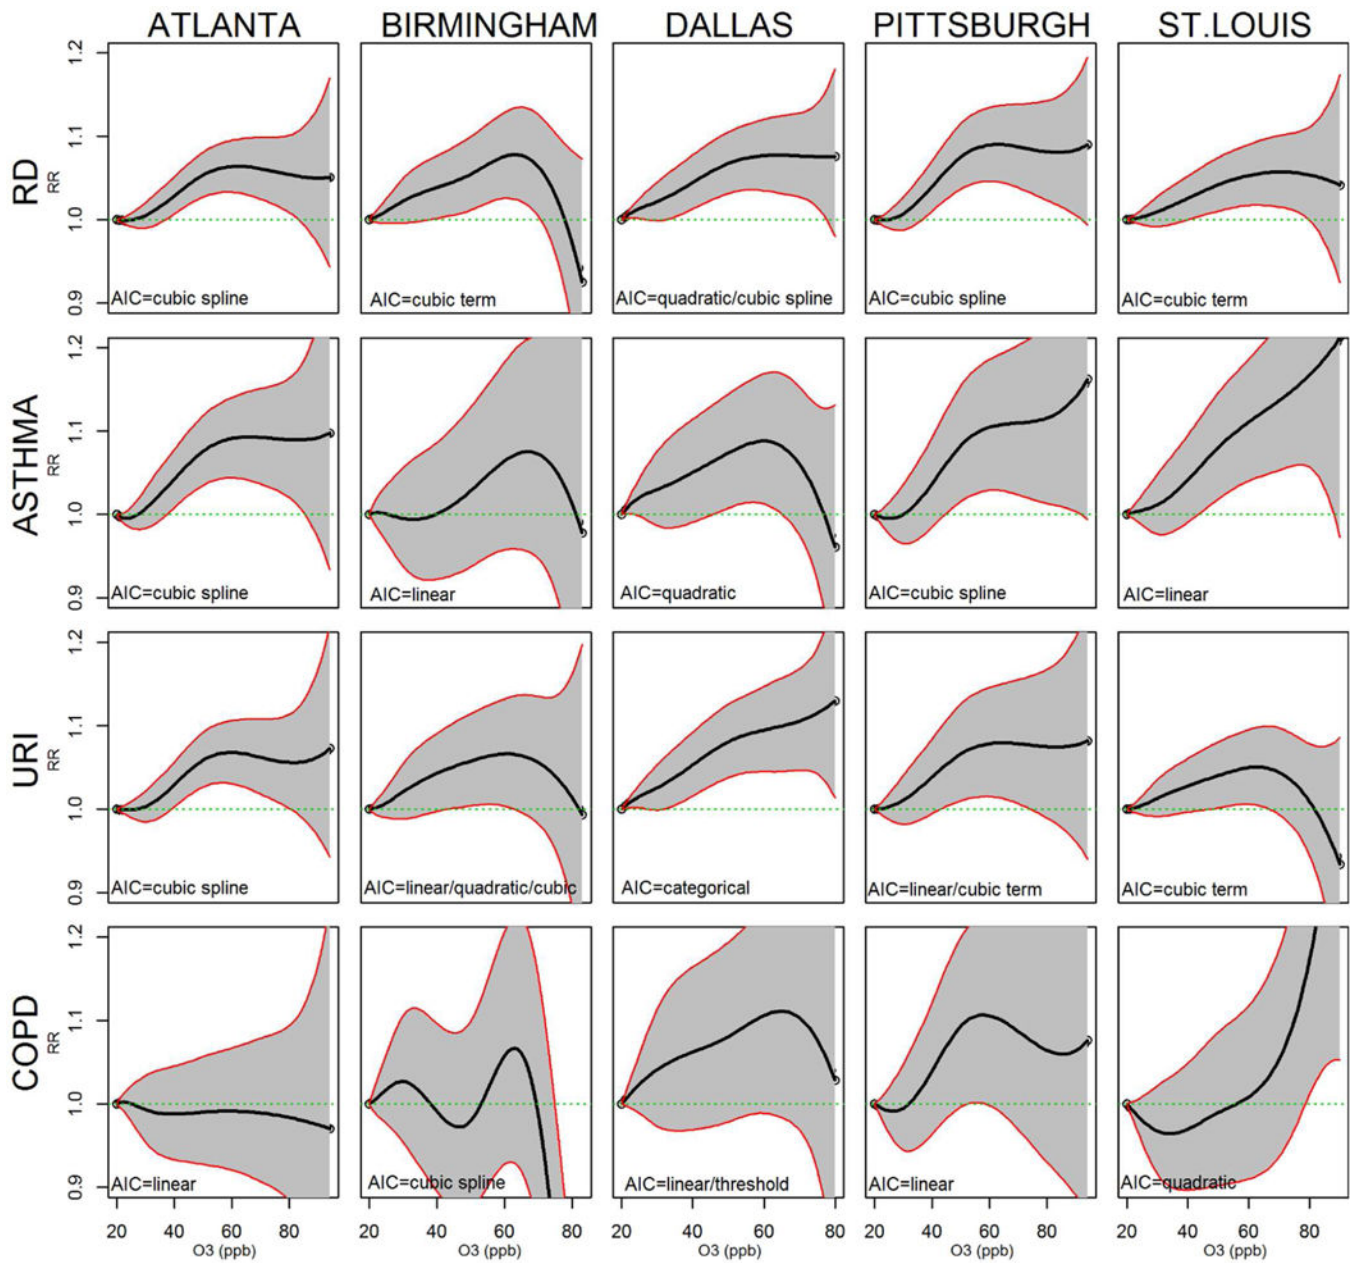 ATLANTA BIRMINGHAM DALLAS PITTSBURGH ST.LOUIS
RD
RR
0.9 1.0 1.1 1.2
AIC=cubic spline
AIC=cubic term
AIC=quadratic/cubic spline
AIC=cubic spline
AIC=cubic term
ASTHMA
RR
0.9 1.0 1.1 1.2
AIC=cubic spline
AIC=linear
AIC=quadratic
AIC=cubic spline
AIC=linear
URI
RR
0.9 1.0 1.1 1.2
AIC=cubic spline
AIC=linear/quadratic/cubic
AIC=categorical
AIC=linear/cubic term
AIC=cubic term
COPD
RR
0.9 1.0 1.1 1.2
AIC=linear
AIC=cubic spline
AIC=linear/threshold
AIC=linear
AIC=quadratic
20 40 60 80
20 40 60 80
20 40 60 80
20 40 60 80
20 40 60 80
O3 (ppb)
O3 (ppb)
O3 (ppb)
O3 (ppb)
O3 (ppb)